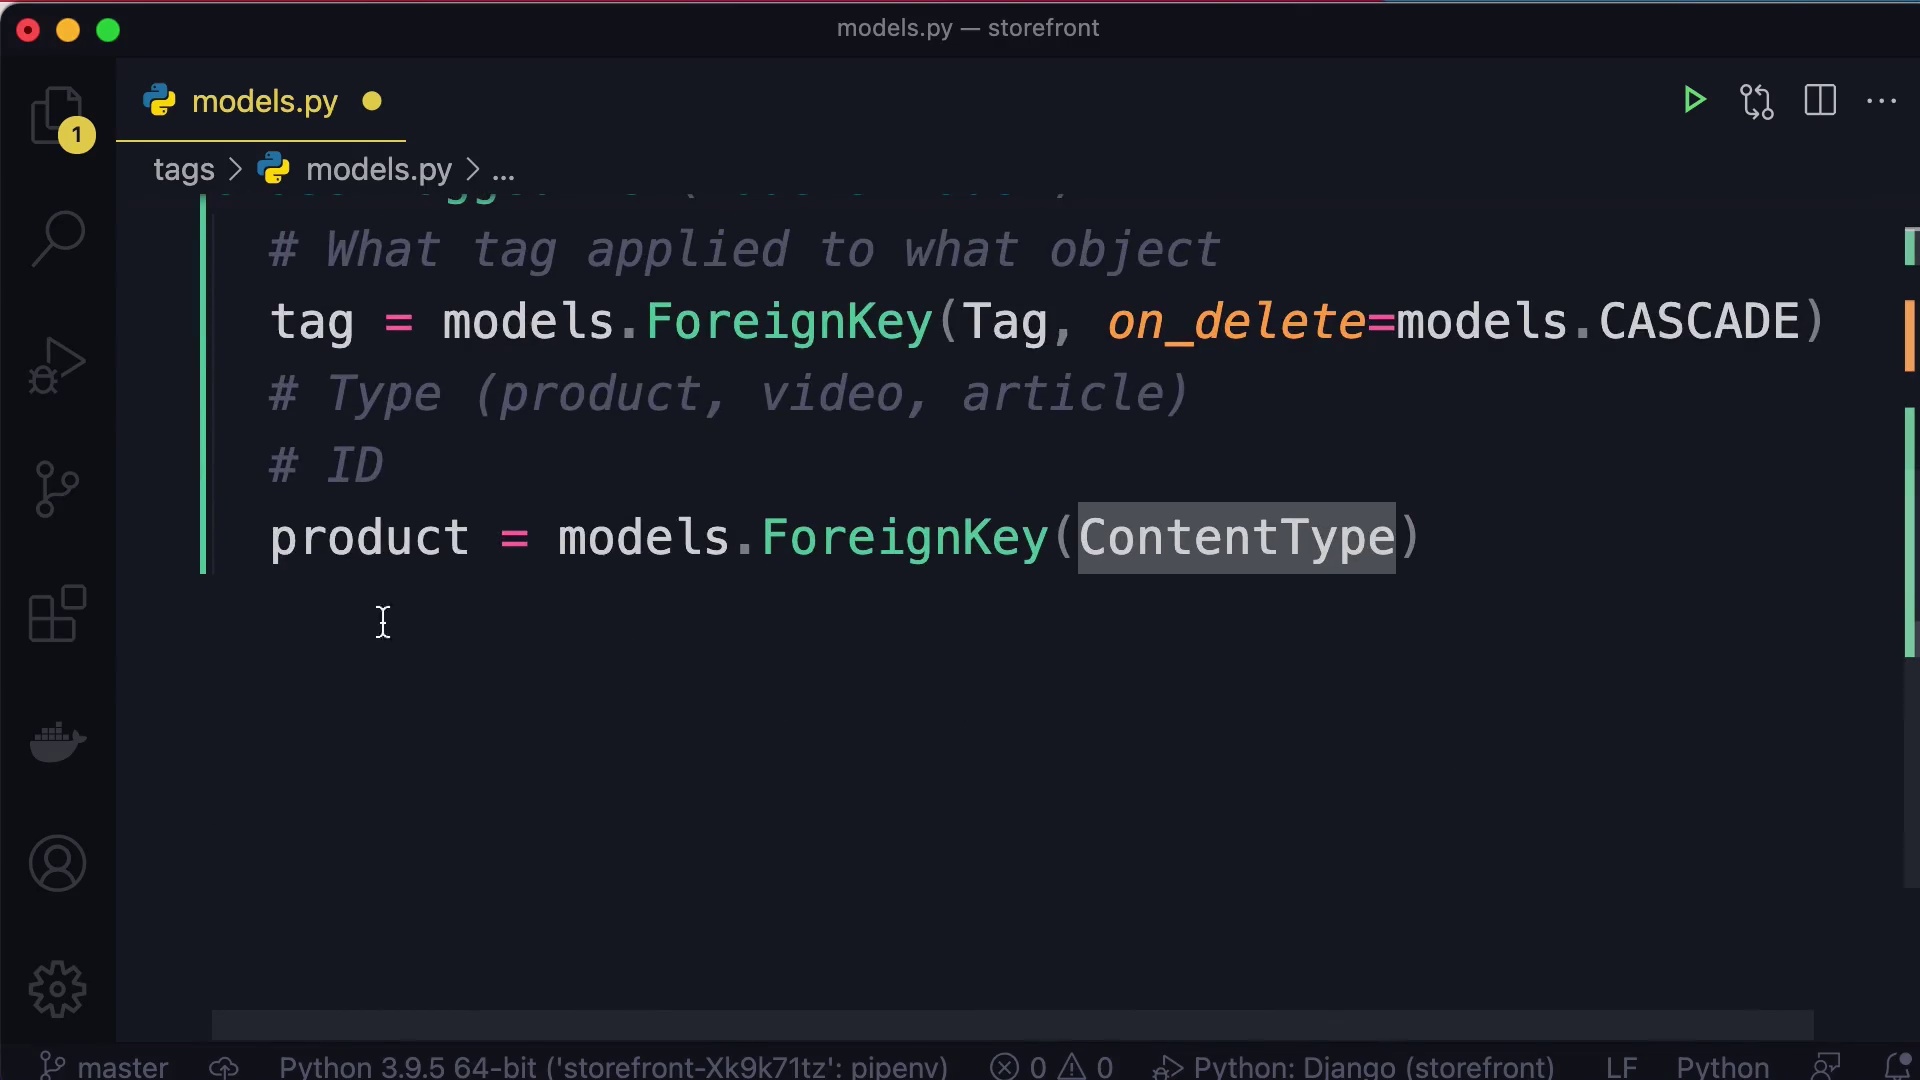 models.py — storefront
models.py
1
tags > models.py > ...
# What tag applied to what object
tag = models.ForeignKey(Tag, on_delete=models.CASCADE)
# Type (product, video, article)
# ID
product = models.ForeignKey(ContentType)
master Python 3.9.5 64-bit ('storefront-Xk9k71tz': pipenv) 0 0 Python: Django (storefront) LF Python